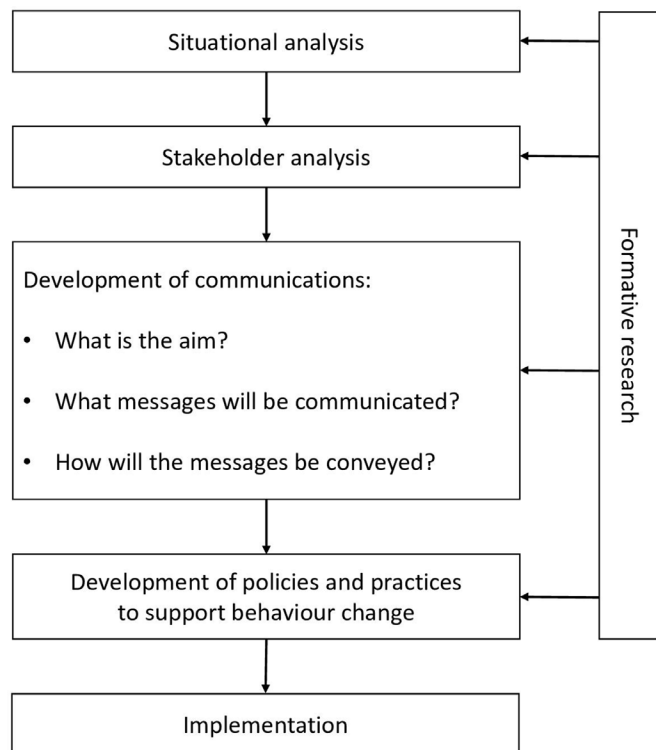 Situational analysis
Stakeholder analysis
Development of communications:
• What is the aim?
• What messages will be communicated?
• How will the messages be conveyed?
Development of policies and practices
to support behaviour change
Implementation
Formative research